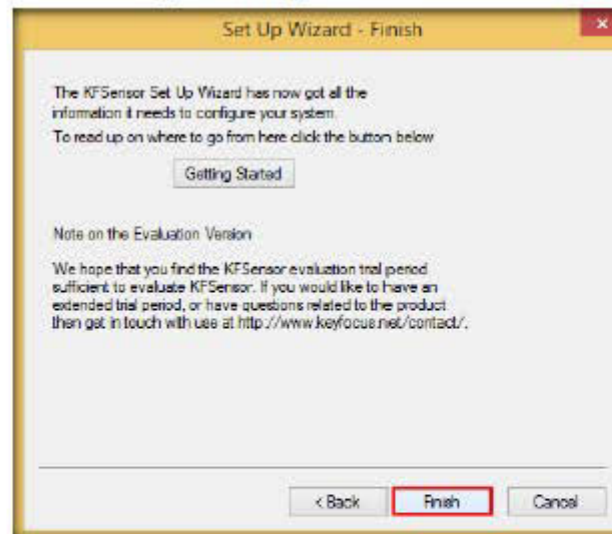 Set Up Wizard - Finish
The KFSensor Set Up Wizard has now got all the
information it needs to configure your system.
To read up on where to go from here click the button below
Getting Started
Note on the Evaluation Version
We hope that you find the KFSensor evaluation trial period
sufficient to evaluate KFSensor. If you would like to have an
extended trial period, or have questions related to the product
then get in touch with use at http://www.keyfocus.net/contact/.
< Back Finish Cancel